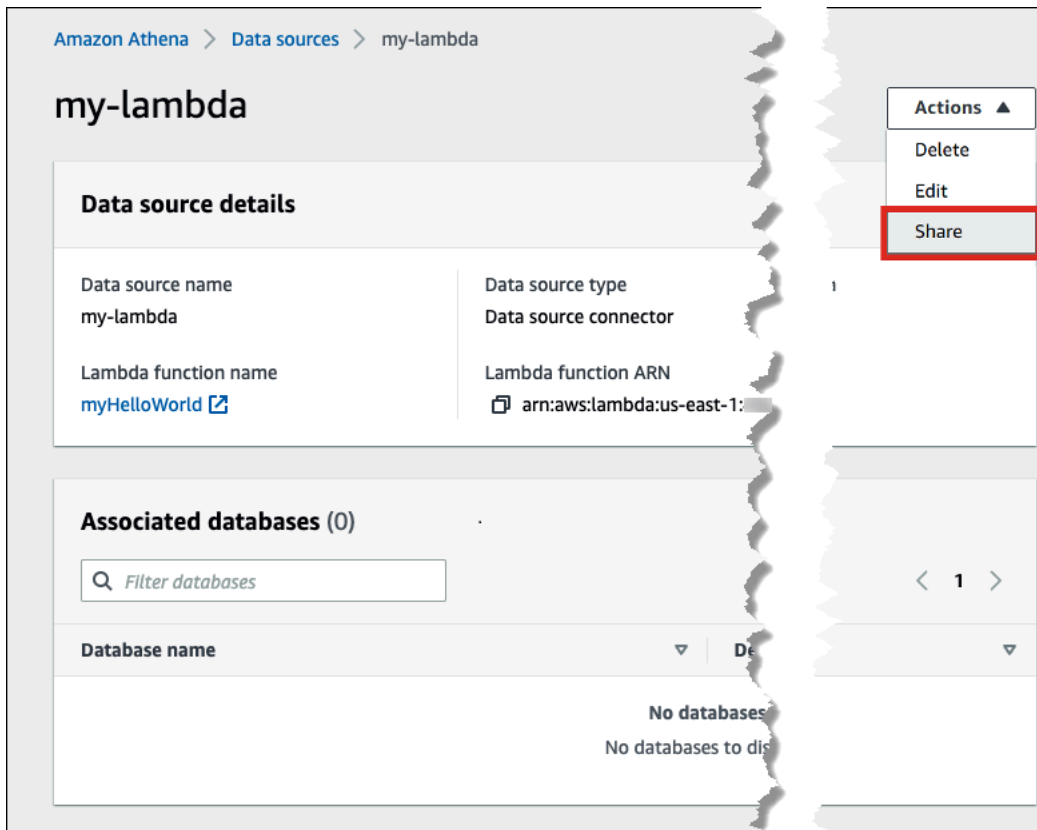 Amazon Athena > Data sources > my-lambda
my-lambda
Actions ▲
Delete
Edit
Share
Data source details
Data source name
my-lambda
Data source type
Data source connector
Lambda function name
myHelloWorld
Lambda function ARN
arn:aws:lambda:us-east-1:
Associated databases (0)
Filter databases
< 1 >
Database name
No databases
No databases to